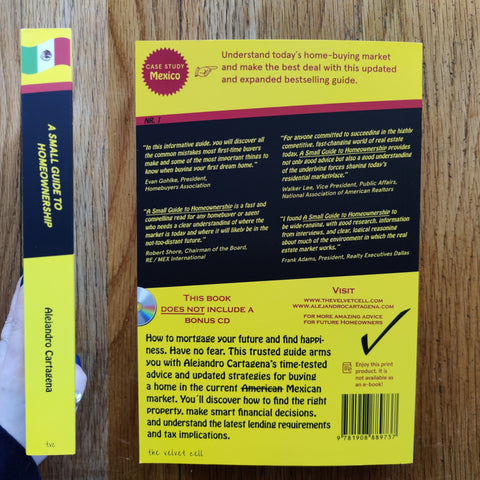 A SMALL GUIDE TO
HOMEOWNERSHIP
Alejandro Cartagena
tvc
CASE STUDY
Mexico
Understand today's home-buying market
and make the best deal with this updated
and expanded bestselling guide.
NR. 1
"In this informative guide, you will discover all
the common mistakes most first-time buyers
make and some of the most important things to
know when buying your first dream home."
Evan Gohlke, President,
Homebuyers Association
"A Small Guide to Homeownership is a fast and
compelling read for any homebuyer or agent
who needs a clear understanding of where the
market is today and where it will likely be in the
not-too-distant future."
Robert Shore, Chairman of the Board,
RE / MEX International
"For anyone committed to succeeding in the highly
competitive, fast-changing world of real estate
today, A Small Guide to Homeownership provides
not only good advice but also a good understanding
of the underlying forces sharing today's
residential marketplace."
Walker Lee, Vice President, Public Affairs,
National Association of American Realtors
"I found A Small Guide to Homeownership to
be wide-ranging, with good research, information
from interviews, and clear, logical reasoning
about much of the environment in which the real
estate market works."
Frank Adams, President, Realty Executives Dallas
THIS BOOK
DOES NOT INCLUDE A
BONUS CD
VISIT
WWW.THEVELVETCELL.COM
WWW.ALEJANDROCARTAGENA.COM
FOR MORE AMAZING ADVICE
FOR FUTURE HOMEOWNERS
How to mortgage your future and find happi-
ness. Have no fear. This trusted guide arms
you with Alejandro Cartagena's time-tested
advice and updated strategies for buying
a home in the current American Mexican
market. You'll discover how to find the right
property, make smart financial decisions,
and understand the latest lending requirements
and tax implications.
Enjoy this print
product. It is
not available as
an e-book!
9 781908 889737
the velvet cell